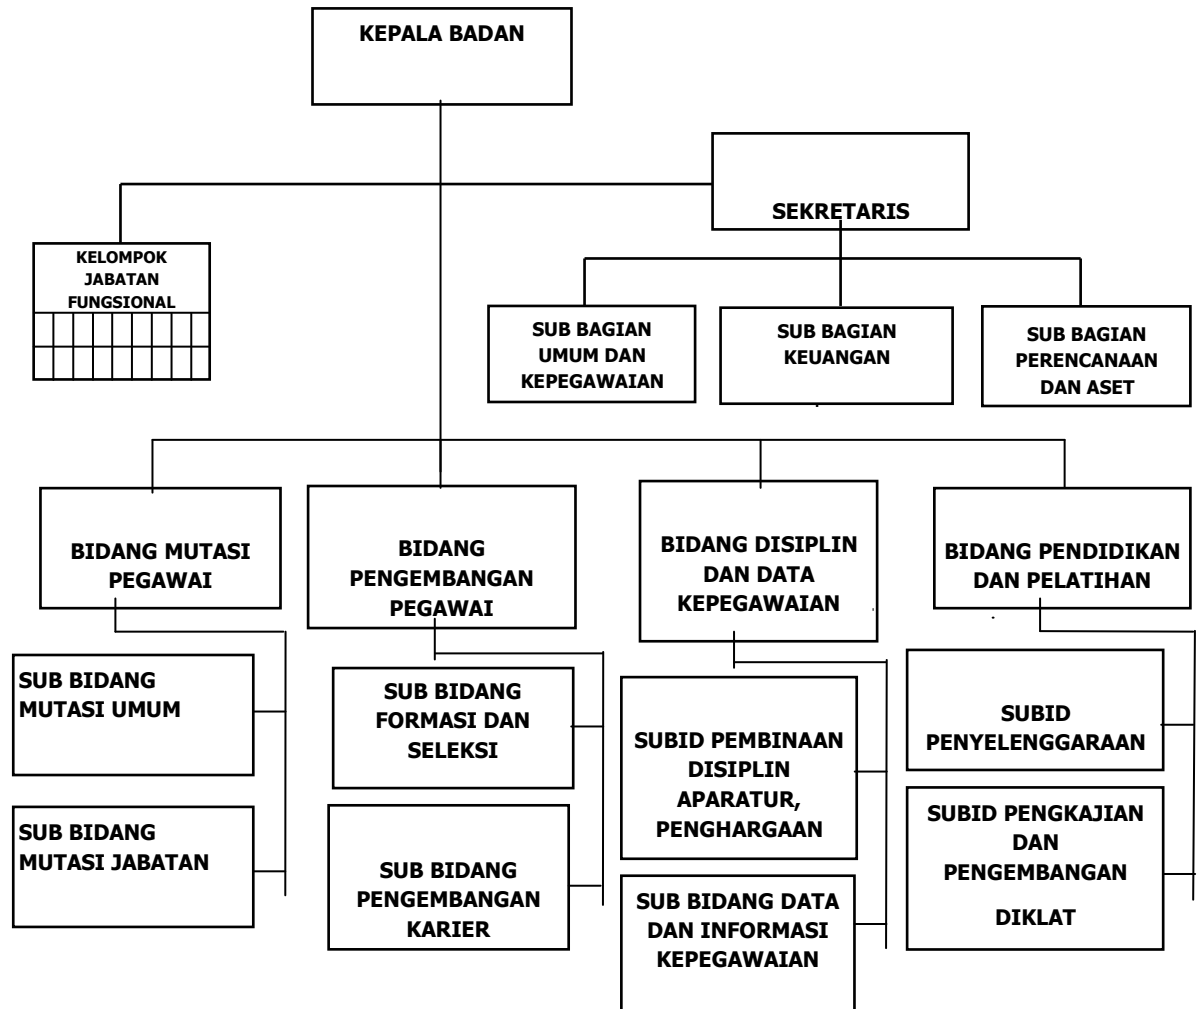 KEPALA BADAN
SEKRETARIS
KELOMPOK
JABATAN
FUNGSIONAL
SUB BAGIAN
UMUM DAN
KEPEGAWAIAN
SUB BAGIAN
KEUANGAN
SUB BAGIAN
PERENCANAAN
DAN ASET
BIDANG MUTASI
PEGAWAI
BIDANG
PENGEMBANGAN
PEGAWAI
BIDANG DISIPLIN
DAN DATA
KEPEGAWAIAN
BIDANG PENDIDIKAN
DAN PELATIHAN
SUB BIDANG
MUTASI UMUM
SUB BIDANG
MUTASI JABATAN
SUB BIDANG
FORMASI DAN
SELEKSI
SUB BIDANG
PENGEMBANGAN
KARIER
SUBID PEMBINAAN
DISIPLIN
APARATUR,
PENGHARGAAN
SUB BIDANG DATA
DAN INFORMASI
KEPEGAWAIAN
SUBID
PENYELENGGARAAN
SUBID PENGKAJIAN
DAN
PENGEMBANGAN
DIKLAT